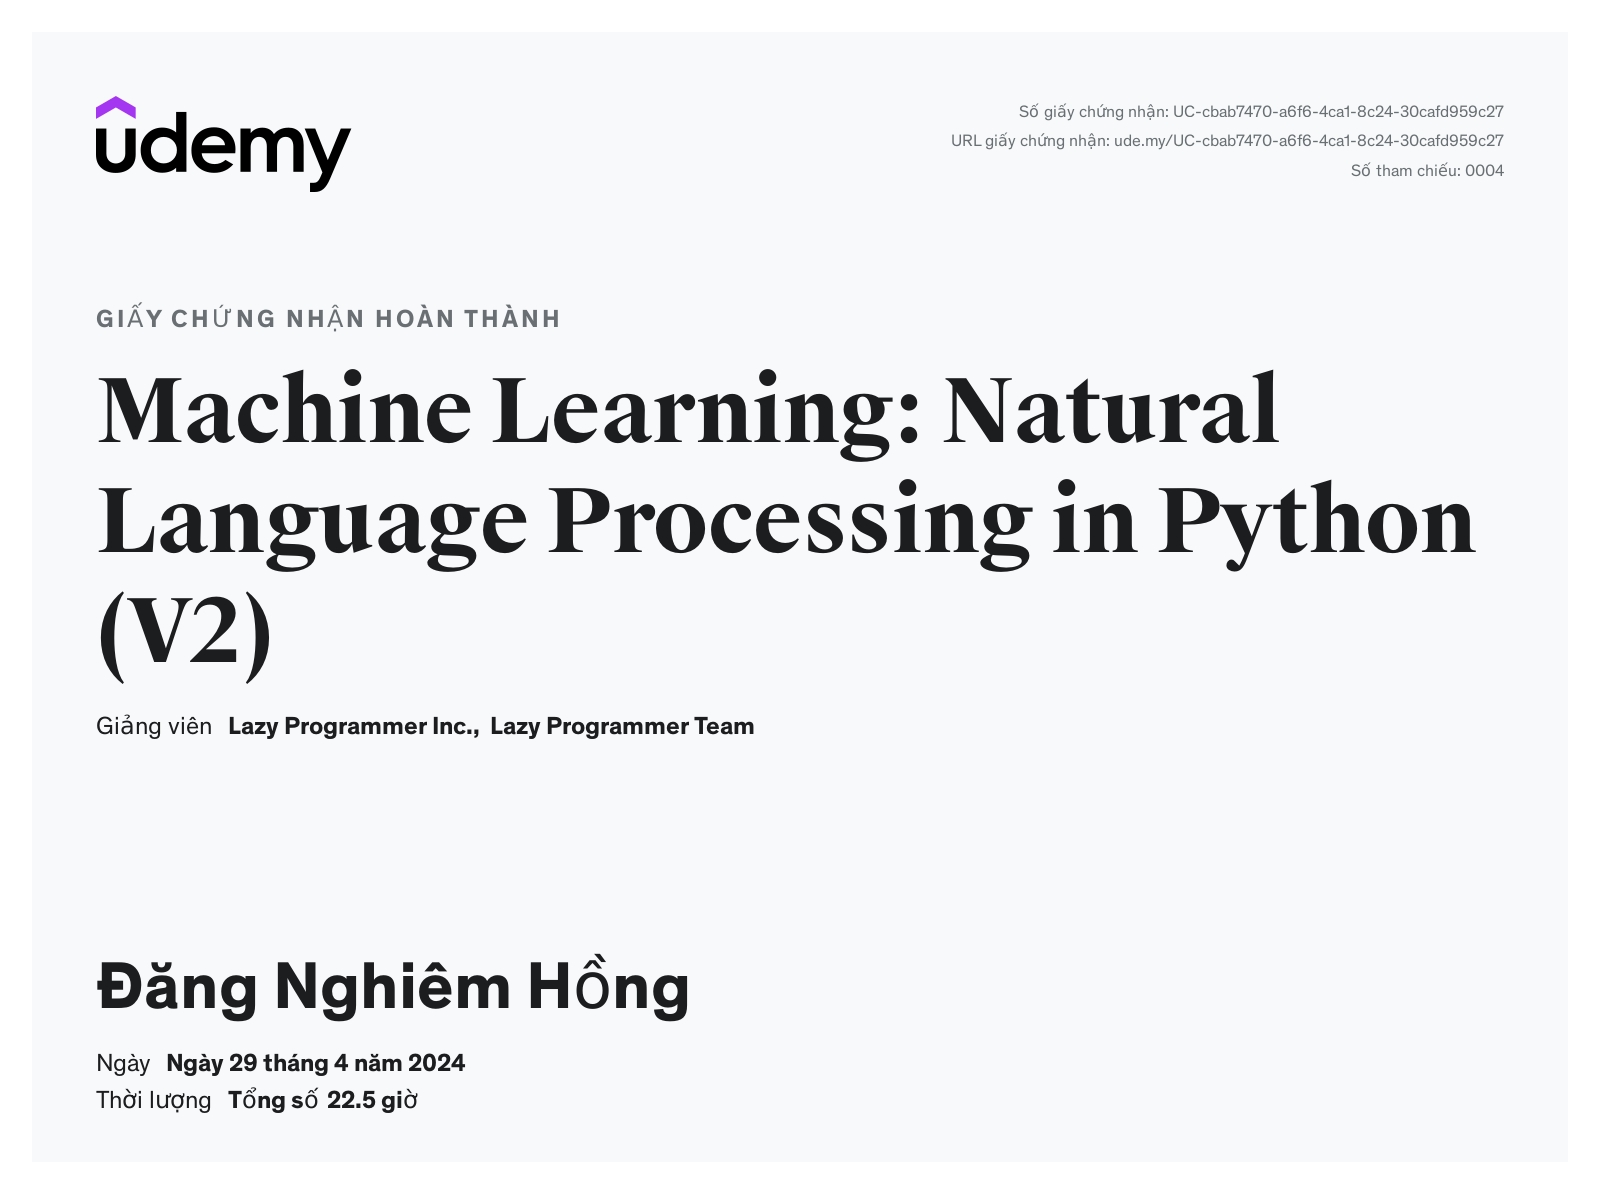 udemy
Số giấy chứng nhận: UC-cbab7470-a6f6-4ca1-8c24-30cafd959c27
URL giấy chứng nhận: ude.my/UC-cbab7470-a6f6-4ca1-8c24-30cafd959c27
Số tham chiếu: 0004
GIẤY CHỨNG NHẬN HOÀN THÀNH
Machine Learning: Natural
Language Processing in Python
(V2)
Giảng viên Lazy Programmer Inc., Lazy Programmer Team
Đăng Nghiêm Hồng
Ngày Ngày 29 tháng 4 năm 2024
Thời lượng Tổng số 22.5 giờ